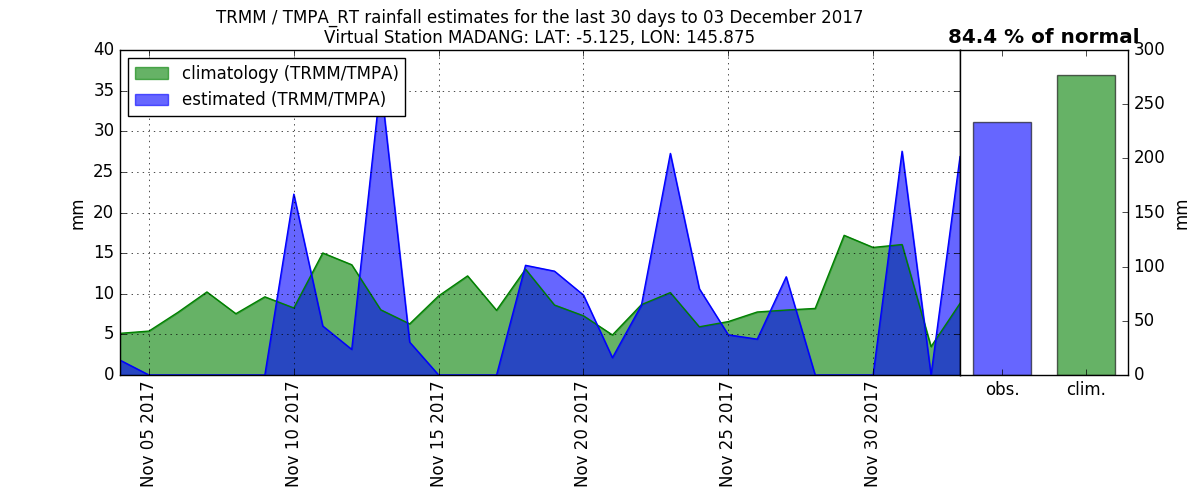 TRMM / TMPA_RT rainfall estimates for the last 30 days to 03 December 2017
Virtual Station MADANG: LAT: -5.125, LON: 145.875
84.4 % of normal
climatology (TRMM/TMPA)
estimated (TRMM/TMPA)
40
35
30
25
20
15
10
5
0
mm
Nov 05 2017
Nov 10 2017
Nov 15 2017
Nov 20 2017
Nov 25 2017
Nov 30 2017
obs.
clim.
300
250
200
150
100
50
0
mm